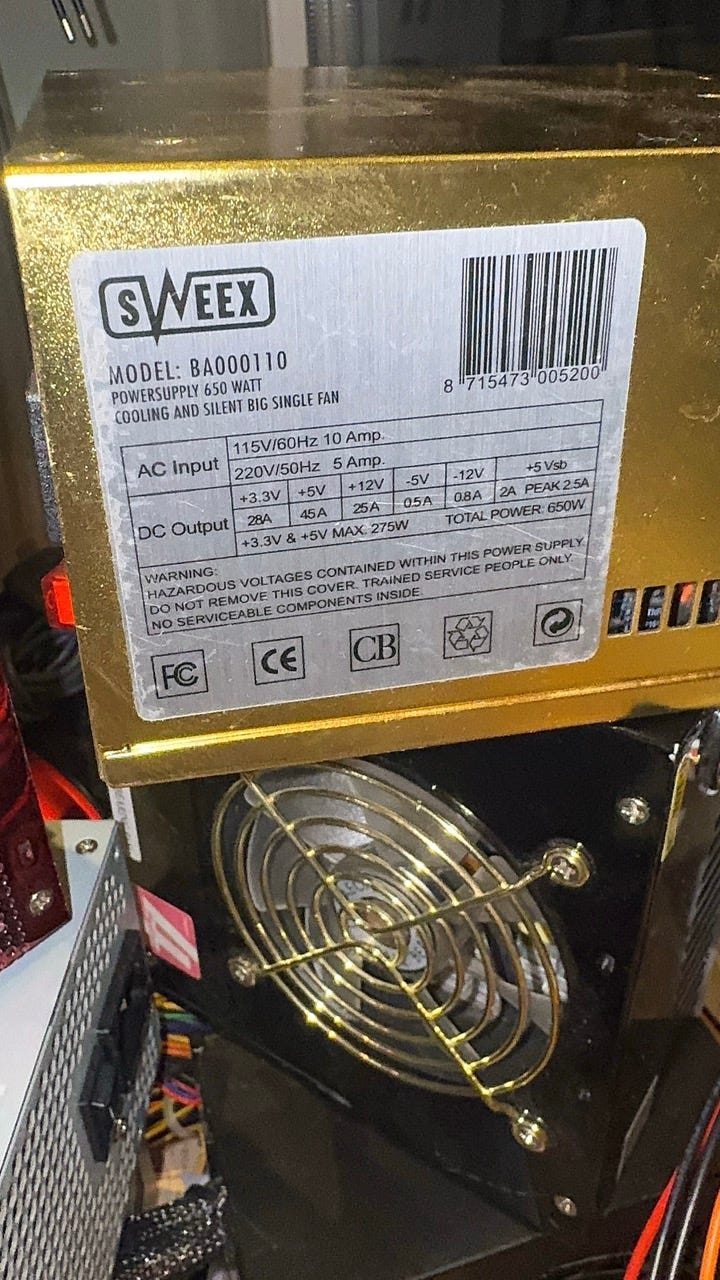 SWEEX
8 715473 005200
MODEL: BA000110
POWERSUPPLY 650 WATT
COOLING AND SILENT BIG SINGLE FAN
AC Input
115V/60Hz 10 Amp.
220V/50Hz 5 Amp.
DC Output
+3.3V +5V +12V -5V -12V +5 Vsb
28A 45A 25A 0.5A 0.8A 2A PEAK 2.5A
+3.3V & +5V MAX. 275W TOTAL POWER: 650W
WARNING:
HAZARDOUS VOLTAGES CONTAINED WITHIN THIS POWER SUPPLY.
DO NOT REMOVE THIS COVER. TRAINED SERVICE PEOPLE ONLY.
NO SERVICEABLE COMPONENTS INSIDE.
FC CE CB